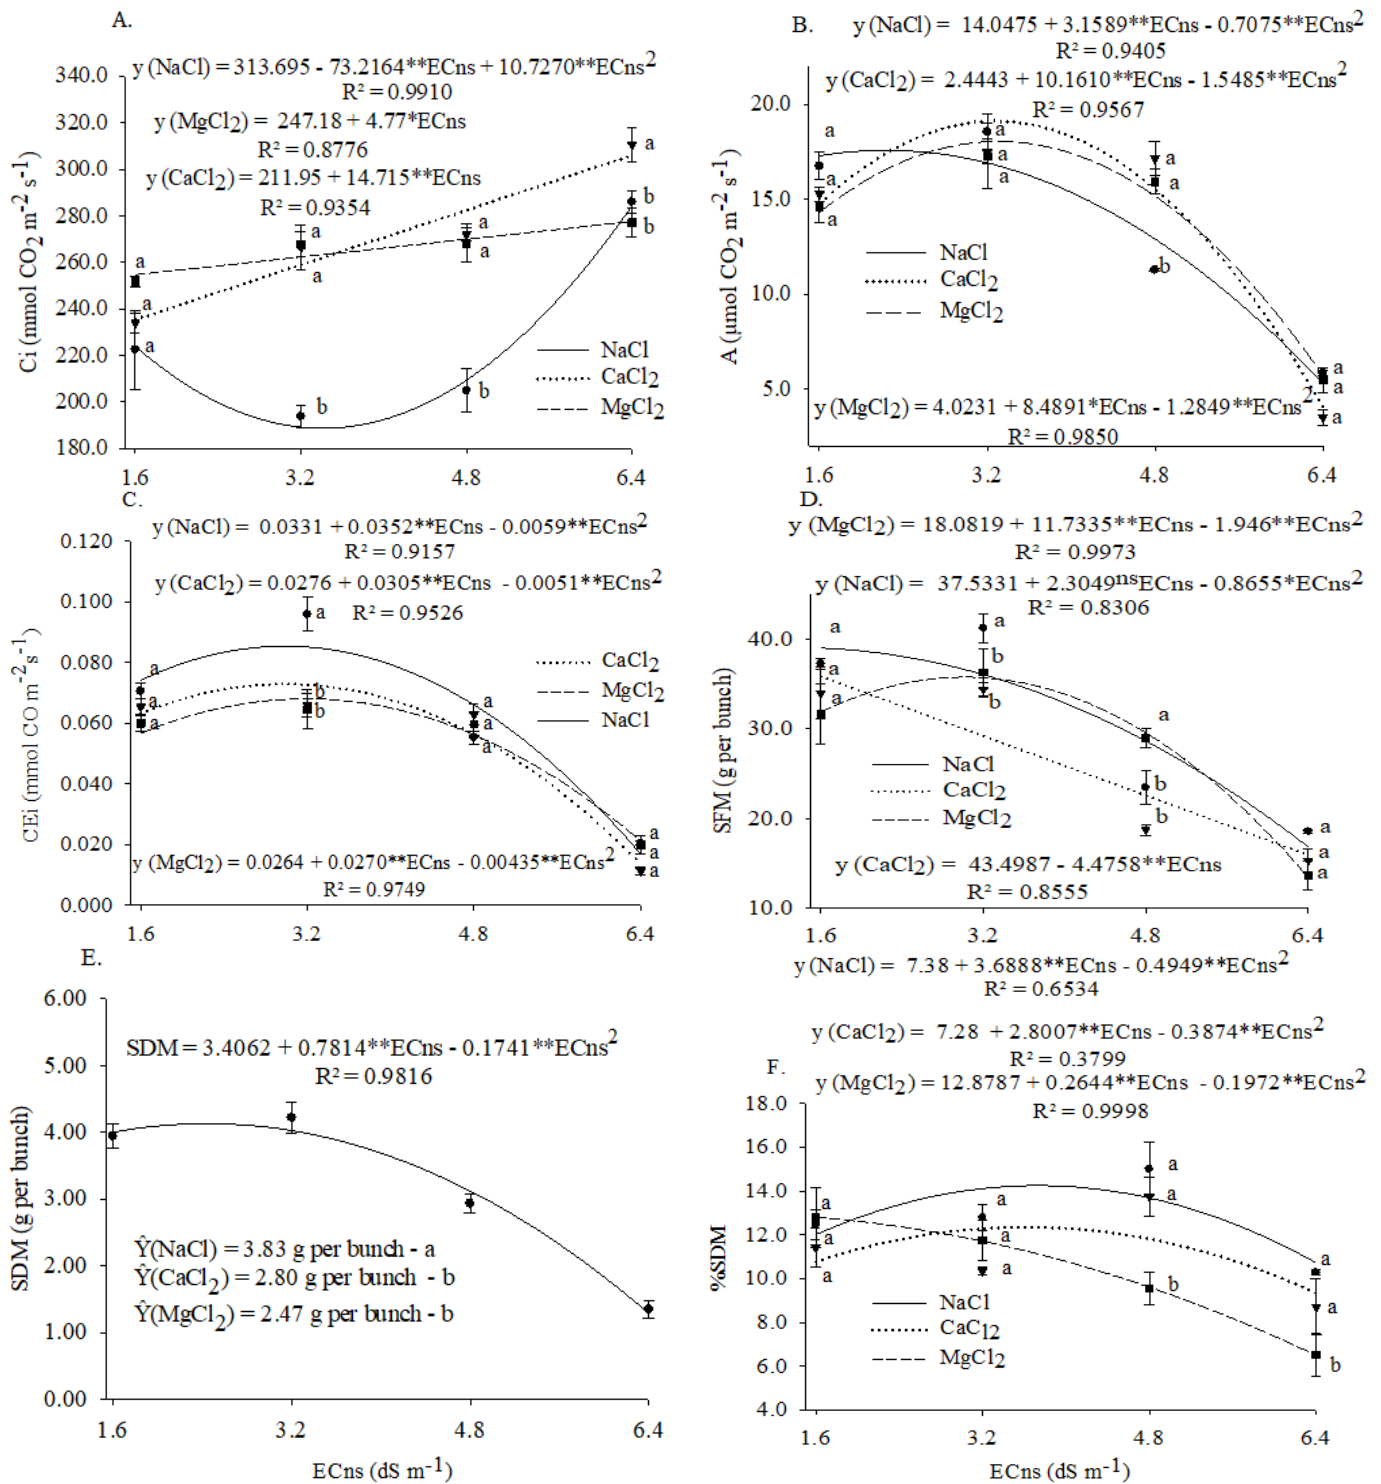 A.
y (NaCl) = 313.695 - 73.2164**ECns + 10.7270**ECns²
R² = 0.9910
y (MgCl₂) = 247.18 + 4.77*ECns
R² = 0.8776
y (CaCl₂) = 211.95 + 14.715**ECns
R² = 0.9354
Ci (mmol CO₂ m⁻² s⁻¹)
340.0
320.0
300.0
280.0
260.0
240.0
220.0
200.0
180.0
a
b
b
a
a
a
a
a
a
a
b
b
NaCl
CaCl₂
MgCl₂
1.6
3.2
4.8
6.4
B.
y (NaCl) = 14.0475 + 3.1589**ECns - 0.7075**ECns²
R² = 0.9405
y (CaCl₂) = 2.4443 + 10.1610**ECns - 1.5485**ECns²
R² = 0.9567
A (µmol CO₂ m⁻² s⁻¹)
20.0
15.0
10.0
5.0
a
a
a
a
a
a
a
a
b
a
a
a
NaCl
CaCl₂
MgCl₂
y (MgCl₂) = 4.0231 + 8.4891*ECns - 1.2849**ECns²
R² = 0.9850
1.6
3.2
4.8
6.4
C.
y (NaCl) = 0.0331 + 0.0352**ECns - 0.0059**ECns²
R² = 0.9157
y (CaCl₂) = 0.0276 + 0.0305**ECns - 0.0051**ECns²
R² = 0.9526
CEi (mmol CO m⁻² s⁻¹)
0.120
0.100
0.080
0.060
0.040
0.020
0.000
a
a
a
a
b
b
a
a
a
a
a
a
CaCl₂
MgCl₂
NaCl
y (MgCl₂) = 0.0264 + 0.0270**ECns - 0.00435**ECns²
R² = 0.9749
1.6
3.2
4.8
6.4
D.
y (MgCl₂) = 18.0819 + 11.7335**ECns - 1.946**ECns²
R² = 0.9973
y (NaCl) = 37.5331 + 2.3049ⁿˢECns - 0.8655*ECns²
R² = 0.8306
SFM (g per bunch)
40.0
30.0
20.0
10.0
a
a
a
a
b
b
a
b
b
a
a
a
NaCl
CaCl₂
MgCl₂
y (CaCl₂) = 43.4987 - 4.4758**ECns
R² = 0.8555
1.6
3.2
4.8
6.4
E.
SDM = 3.4062 + 0.7814**ECns - 0.1741**ECns²
R² = 0.9816
SDM (g per bunch)
6.00
5.00
4.00
3.00
2.00
1.00
0.00
Ŷ(NaCl) = 3.83 g per bunch - a
Ŷ(CaCl₂) = 2.80 g per bunch - b
Ŷ(MgCl₂) = 2.47 g per bunch - b
1.6
3.2
4.8
6.4
ECns (dS m⁻¹)
y (NaCl) = 7.38 + 3.6888**ECns - 0.4949**ECns²
R² = 0.6534
y (CaCl₂) = 7.28 + 2.8007**ECns - 0.3874**ECns²
R² = 0.3799
F.
y (MgCl₂) = 12.8787 + 0.2644**ECns - 0.1972**ECns²
R² = 0.9998
%SDM
18.0
16.0
14.0
12.0
10.0
8.0
6.0
4.0
a
a
a
a
a
a
a
a
b
a
a
b
NaCl
CaC1₂
MgCl₂
1.6
3.2
4.8
6.4
ECns (dS m⁻¹)